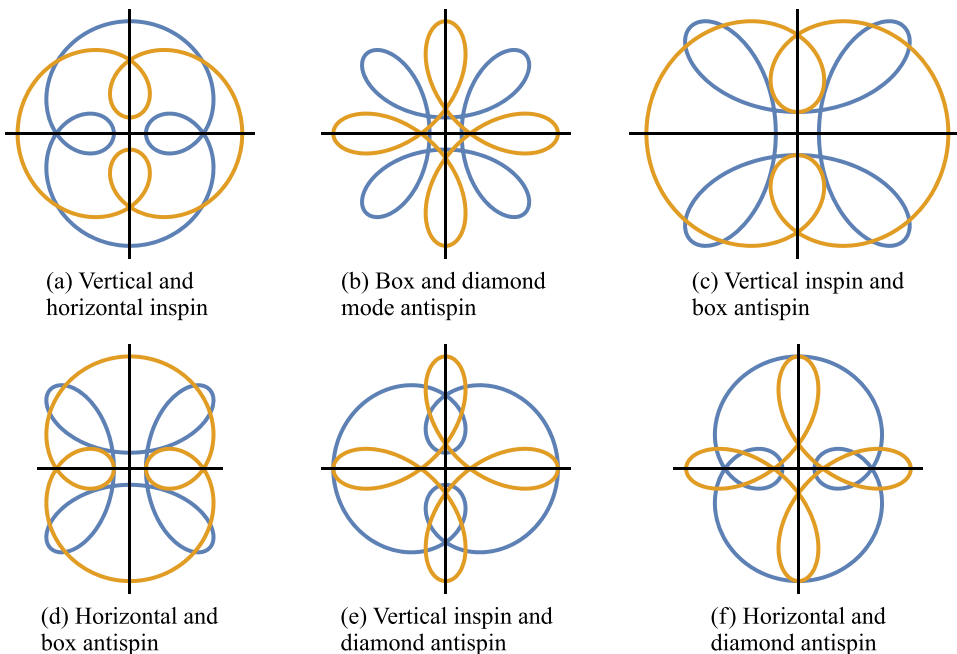 (a) Vertical and
horizontal inspin
(b) Box and diamond
mode antispin
(c) Vertical inspin and
box antispin
(d) Horizontal and
box antispin
(e) Vertical inspin and
diamond antispin
(f) Horizontal and
diamond antispin